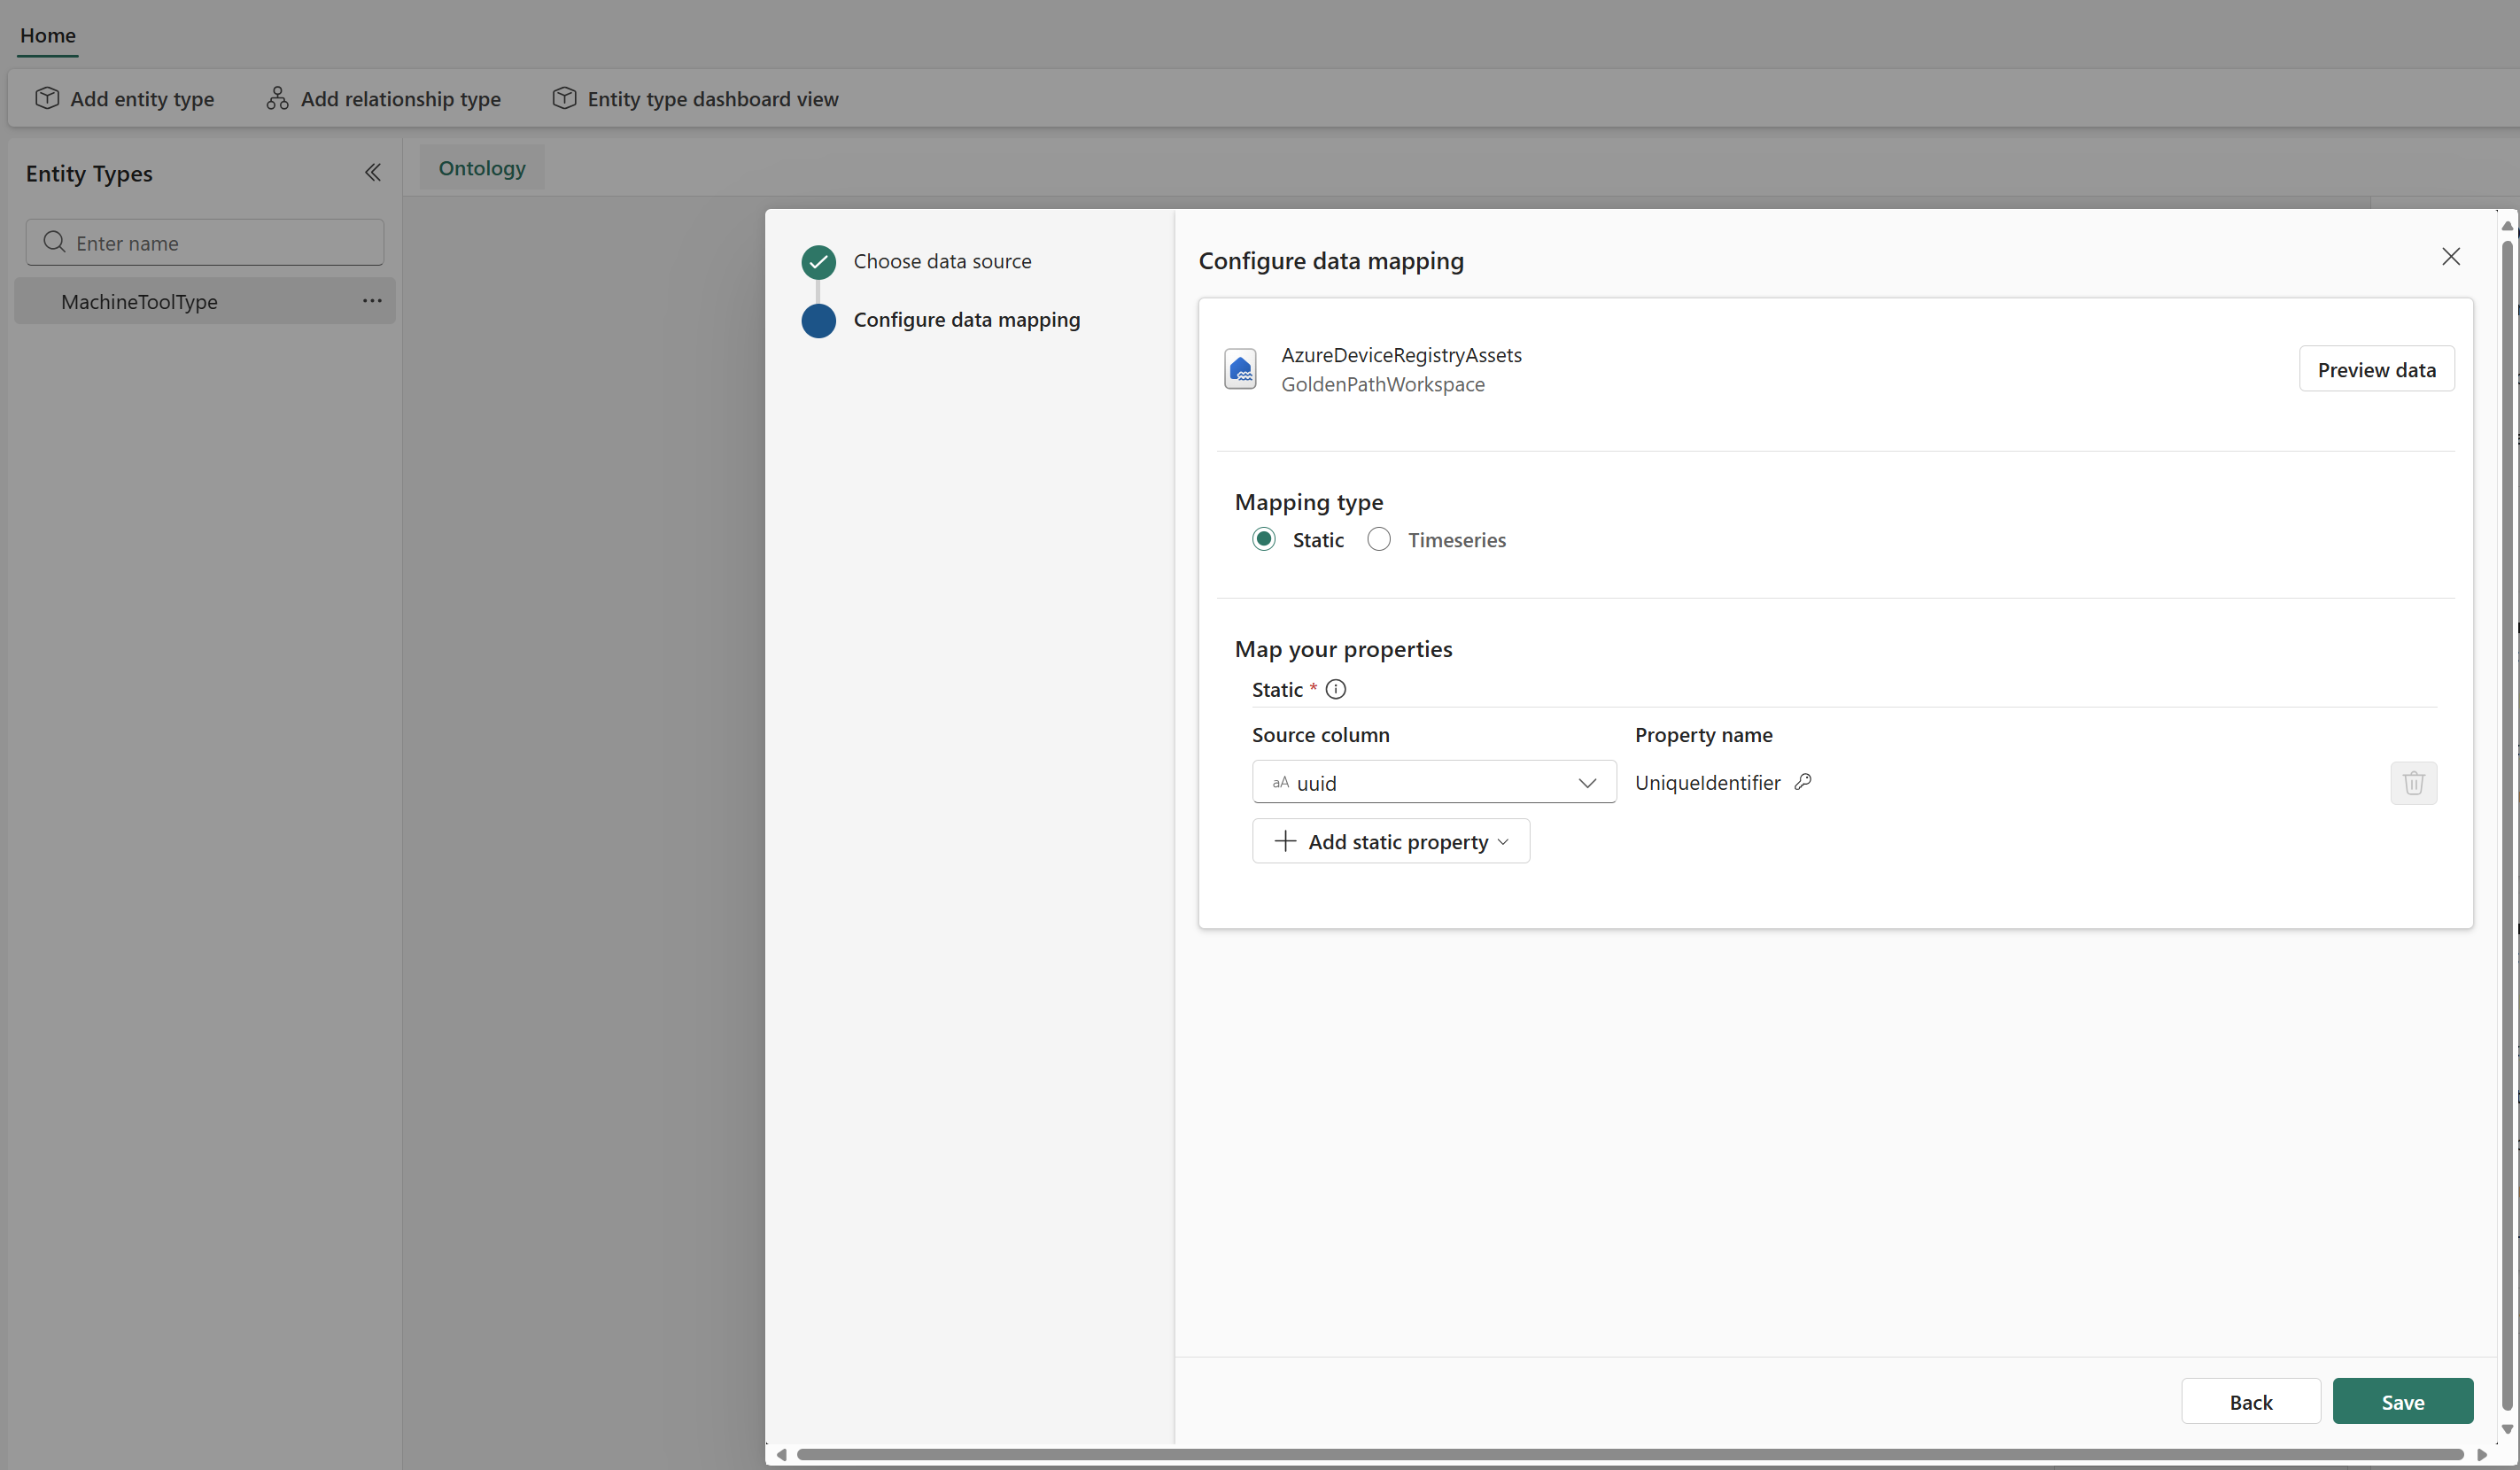 Home
Add entity type
Add relationship type
Entity type dashboard view
Entity Types
Enter name
MachineToolType
Ontology
Choose data source
Configure data mapping
Configure data mapping
AzureDeviceRegistryAssets
GoldenPathWorkspace
Preview data
Mapping type
Static
Timeseries
Map your properties
Static *
Source column
Property name
aA uuid
UniqueIdentifier
Add static property
Back
Save